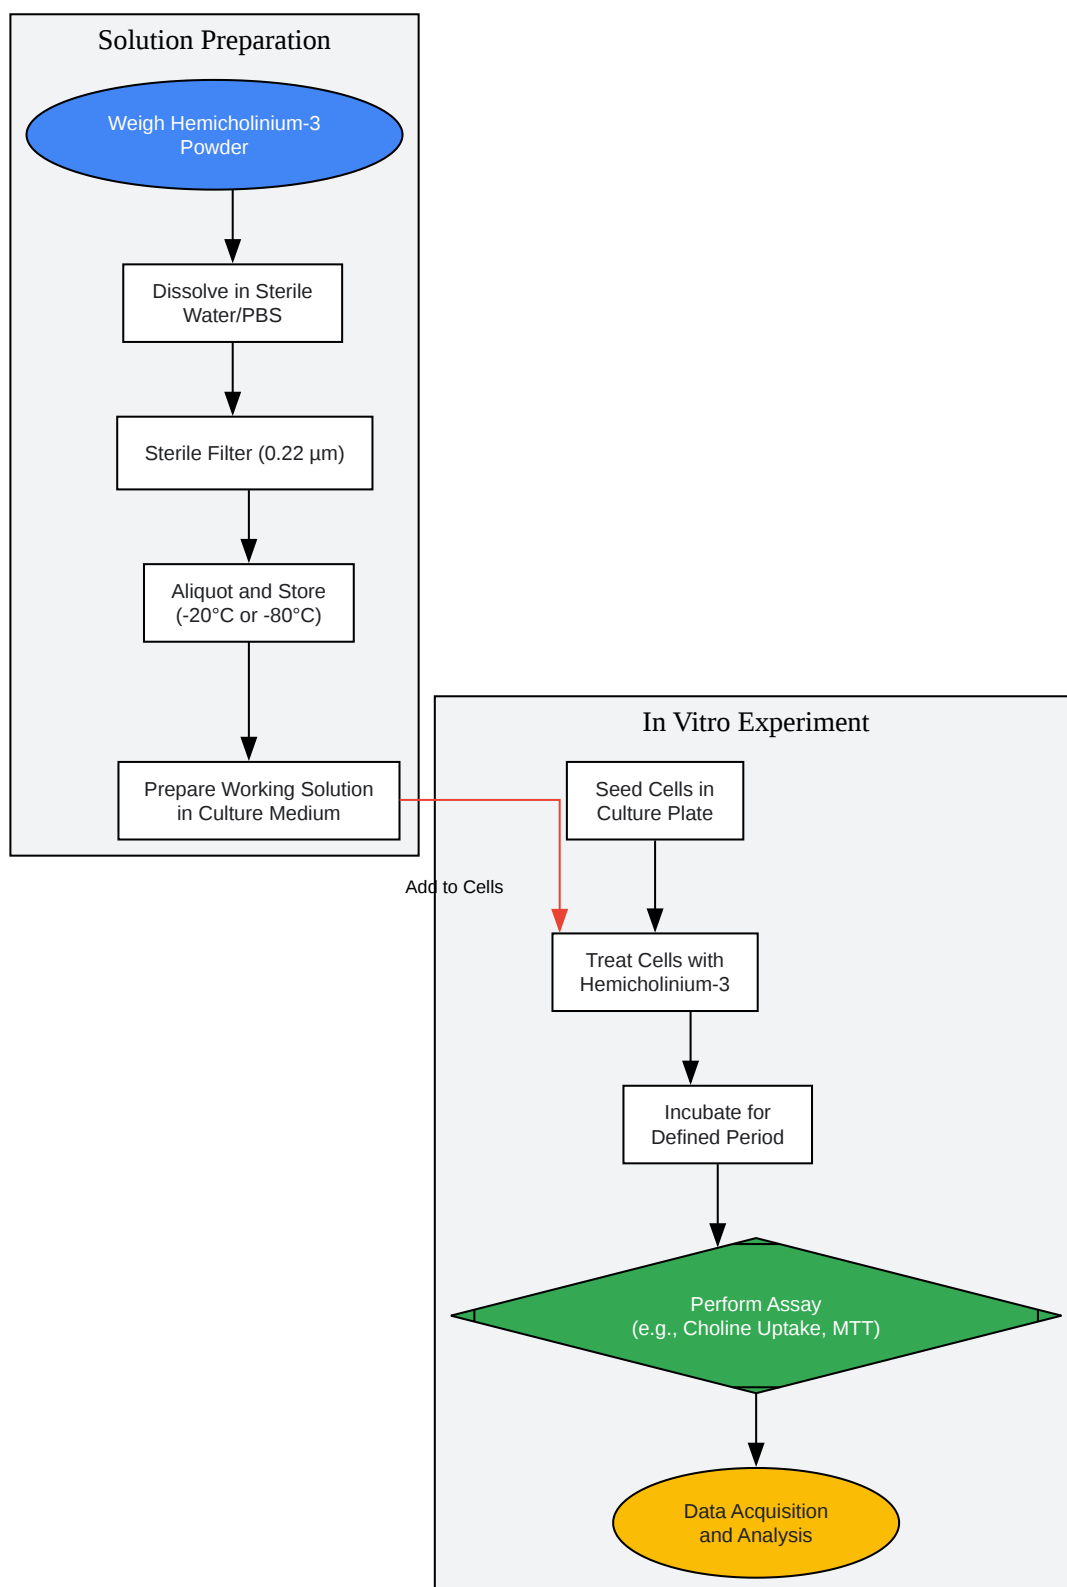 Solution Preparation
Weigh Hemicholinium-3
Powder
Dissolve in Sterile
Water/PBS
Sterile Filter (0.22 µm)
Aliquot and Store
(-20°C or -80°C)
Prepare Working Solution
in Culture Medium
Add to Cells
In Vitro Experiment
Seed Cells in
Culture Plate
Treat Cells with
Hemicholinium-3
Incubate for
Defined Period
Perform Assay
(e.g., Choline Uptake, MTT)
Data Acquisition
and Analysis